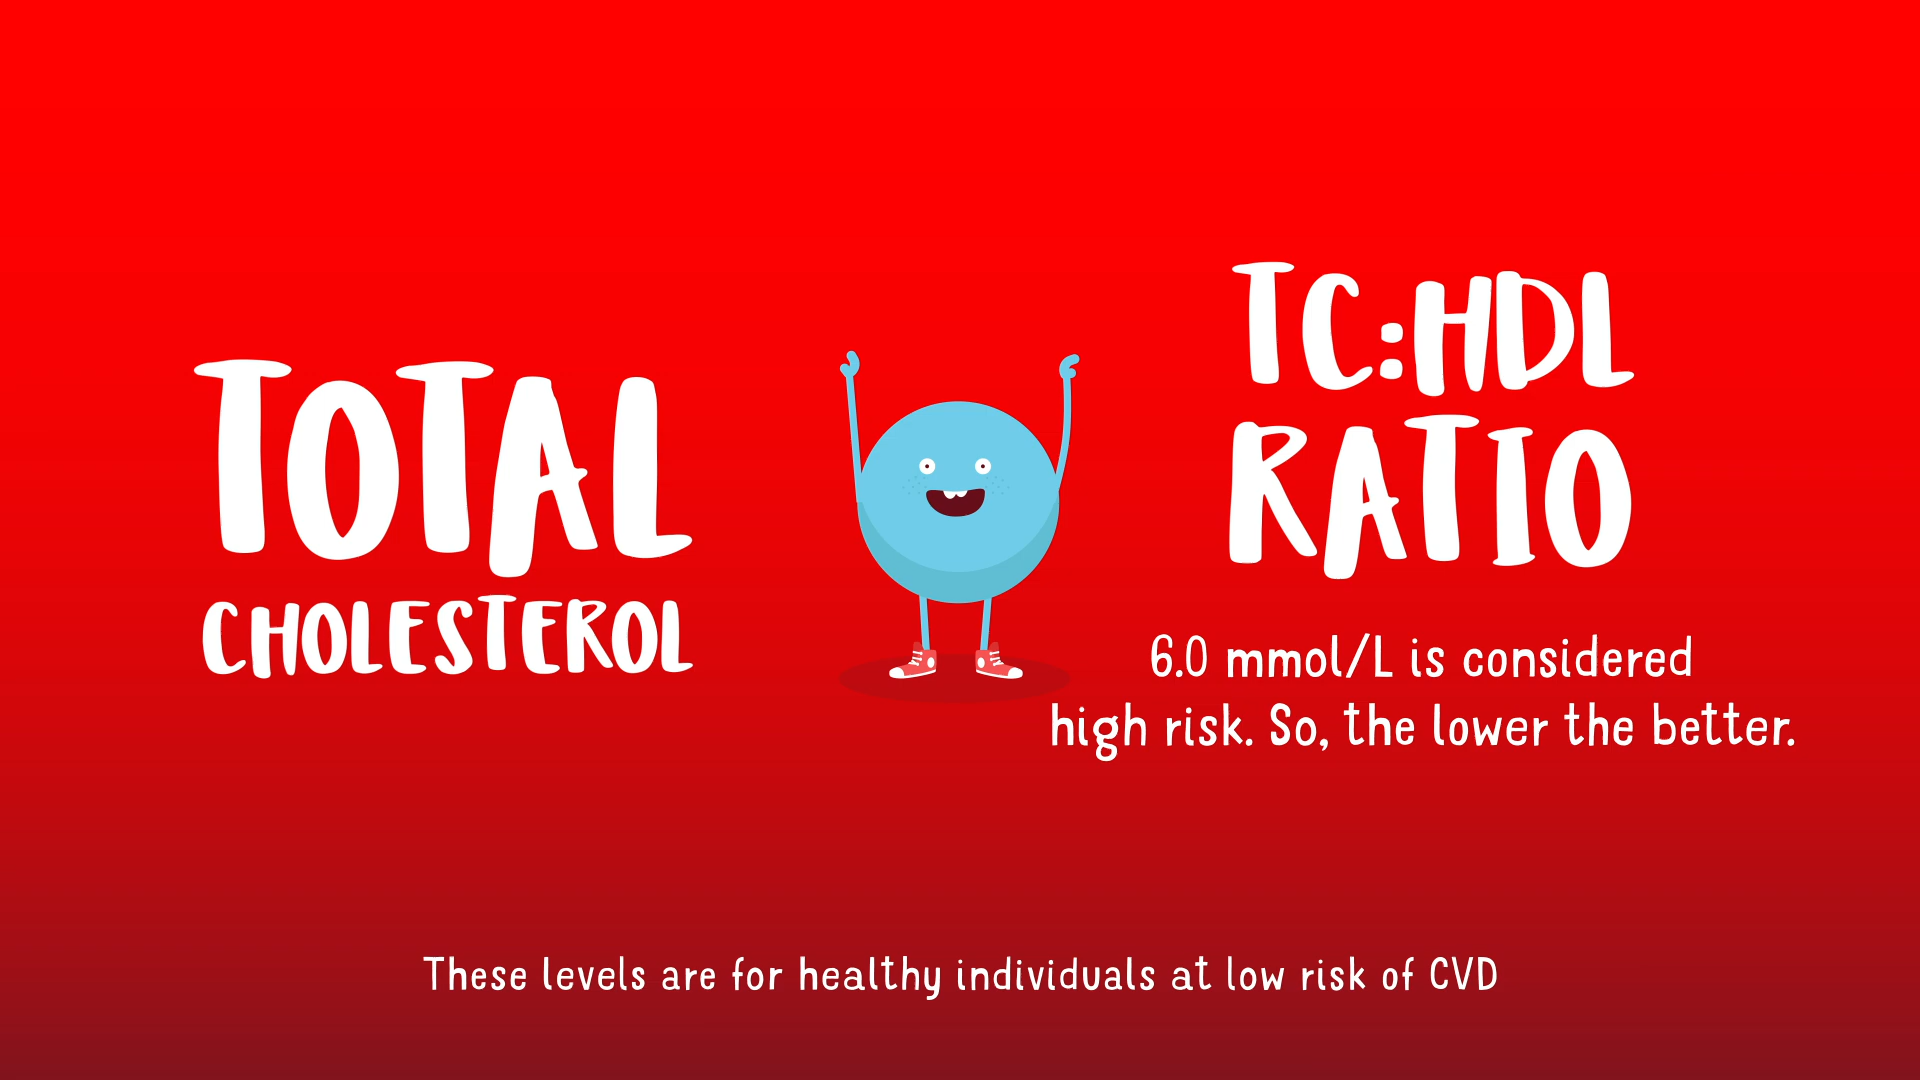 TOTAL
CHOLESTEROL
TC:HDL
RATIO
6.0 mmol/L is considered
high risk. So, the lower the better.
These levels are for healthy individuals at low risk of CVD